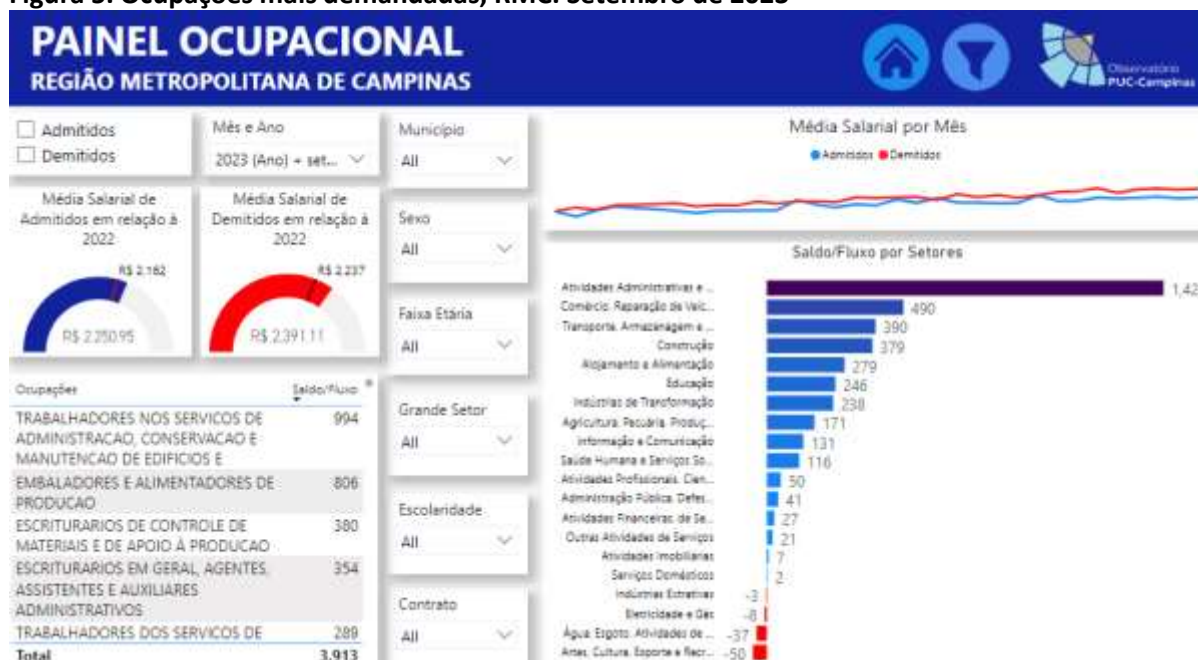 Figura 5: Ocupações mais demandadas, RMC. Setembro de 2023
PAINEL OCUPACIONAL
REGIÃO METROPOLITANA DE CAMPINAS
Observatório
PUC-Campinas
Admitidos
Demitidos
Mês e Ano
2023 (Ano) + set...
Município
All
Média Salarial por Mês
Admitidos Demitidos
Média Salarial de
Admitidos em relação à
2022
R$ 2.162
R$ 2.250.95
Média Salarial de
Demitidos em relação à
2022
R$ 2.237
R$ 2.391.11
Sexo
All
Faixa Etária
All
Grande Setor
All
Escolaridade
All
Contrato
All
Ocupações Saldo/Fluxo
TRABALHADORES NOS SERVICOS DE 994
ADMINISTRACAO, CONSERVACAO E
MANUTENCAO DE EDIFICIOS E
EMBALADORES E ALIMENTADORES DE 806
PRODUCAO
ESCRITURARIOS DE CONTROLE DE 380
MATERIAIS E DE APOIO À PRODUCAO
ESCRITURARIOS EM GERAL, AGENTES, 354
ASSISTENTES E AUXILIARES
ADMINISTRATIVOS
TRABALHADORES DOS SERVICOS DE 289
Total 3.913
Saldo/Fluxo por Setores
Atividades Administrativas e ... 1,42
Comércio, Reparação de Veíc... 490
Transporte, Armazenagem e ... 390
Construção 379
Alojamento e Alimentação 279
Educação 246
Indústrias de Transformação 238
Agricultura, Pecuária, Produç... 171
Informação e Comunicação 131
Saúde Humana e Serviços So... 116
Atividades Profissionais, Cien... 50
Administração Pública, Defes... 41
Atividades Financeiras, de Se... 27
Outras Atividades de Serviços 21
Atividades Imobiliárias 7
Serviços Domésticos 2
Indústrias Extrativas -3
Eletricidade e Gás -8
Água, Esgoto, Atividades de ... -37
Artes, Cultura, Esporte e Recr... -50